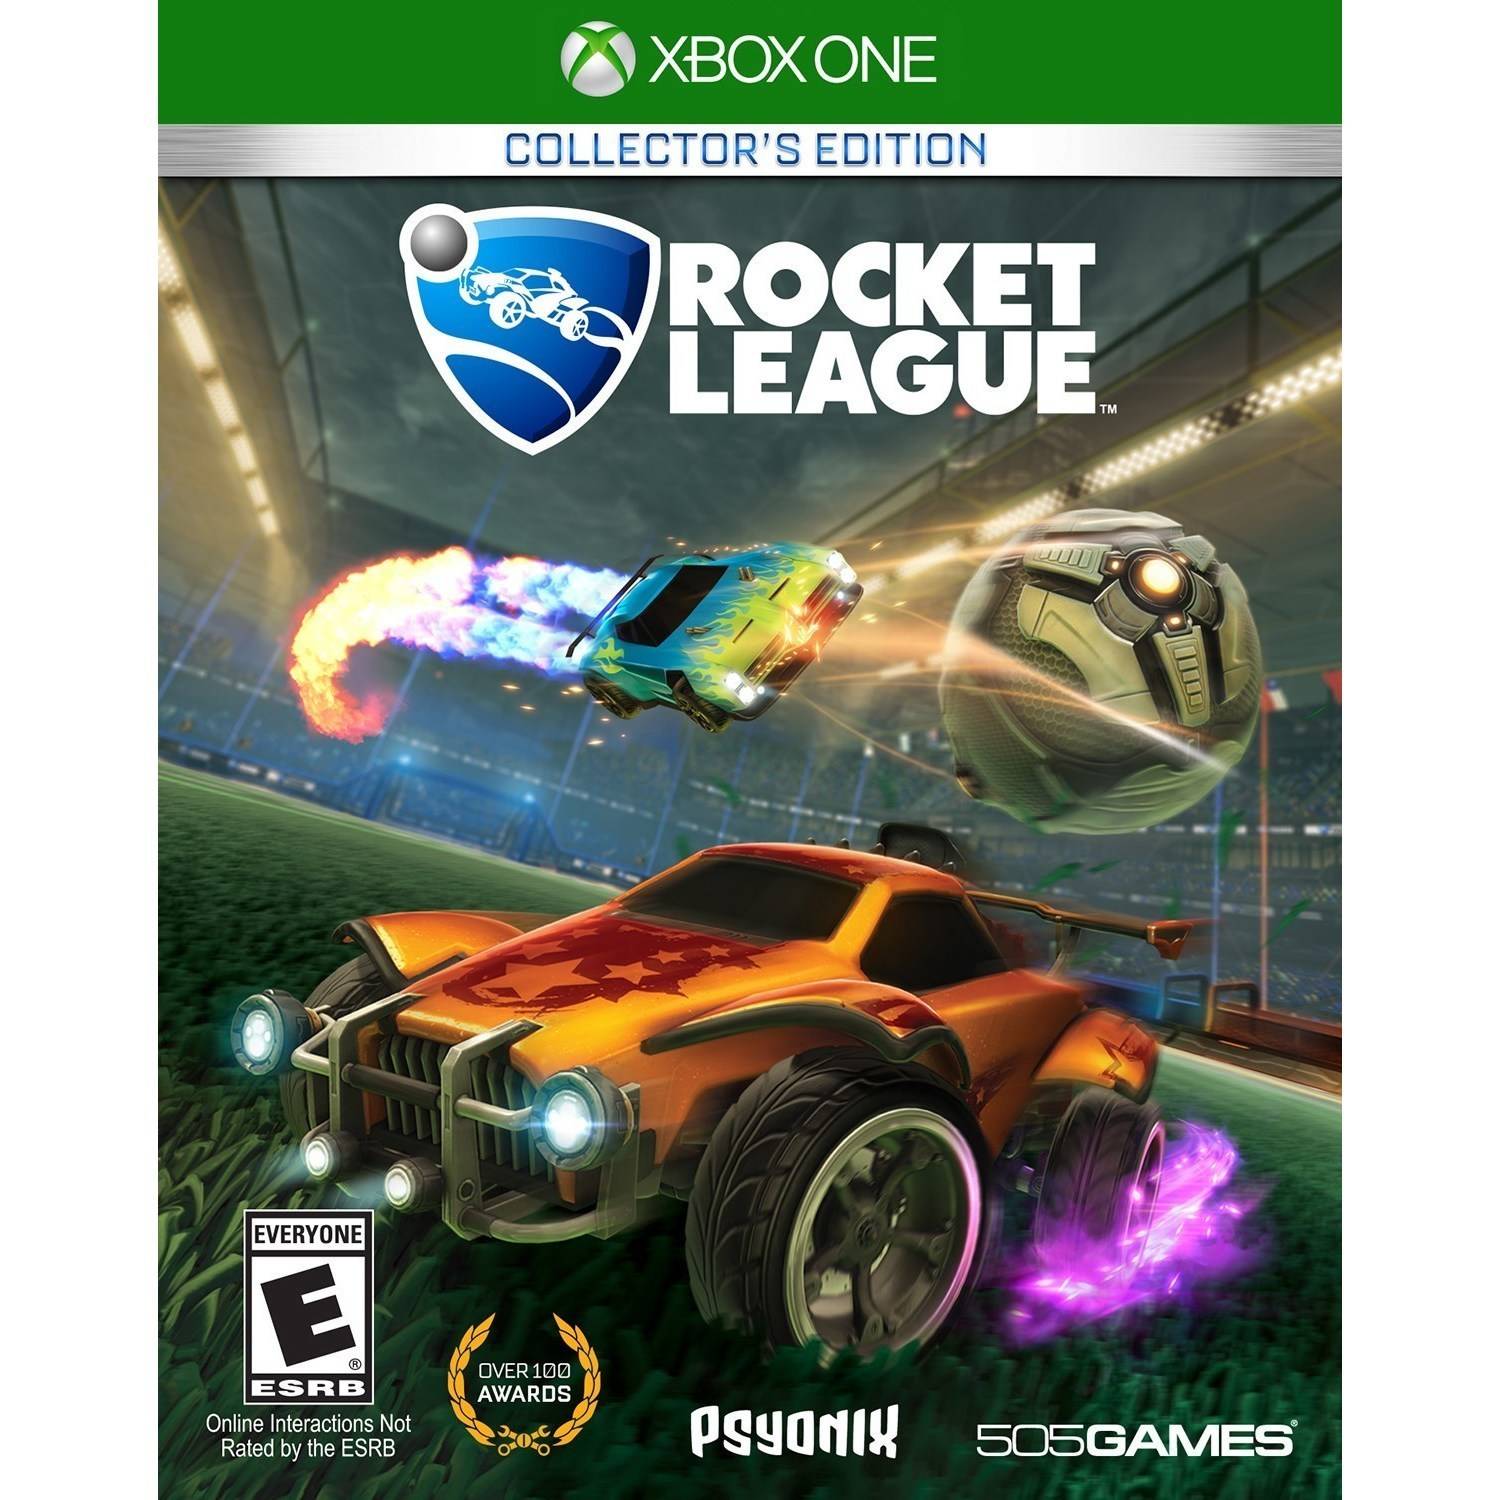 XBOX ONE
COLLECTOR'S EDITION
ROCKET
LEAGUE™
EVERYONE
E®
ESRB
Online Interactions Not
Rated by the ESRB
OVER 100
AWARDS
PSYONIX
505GAMES®